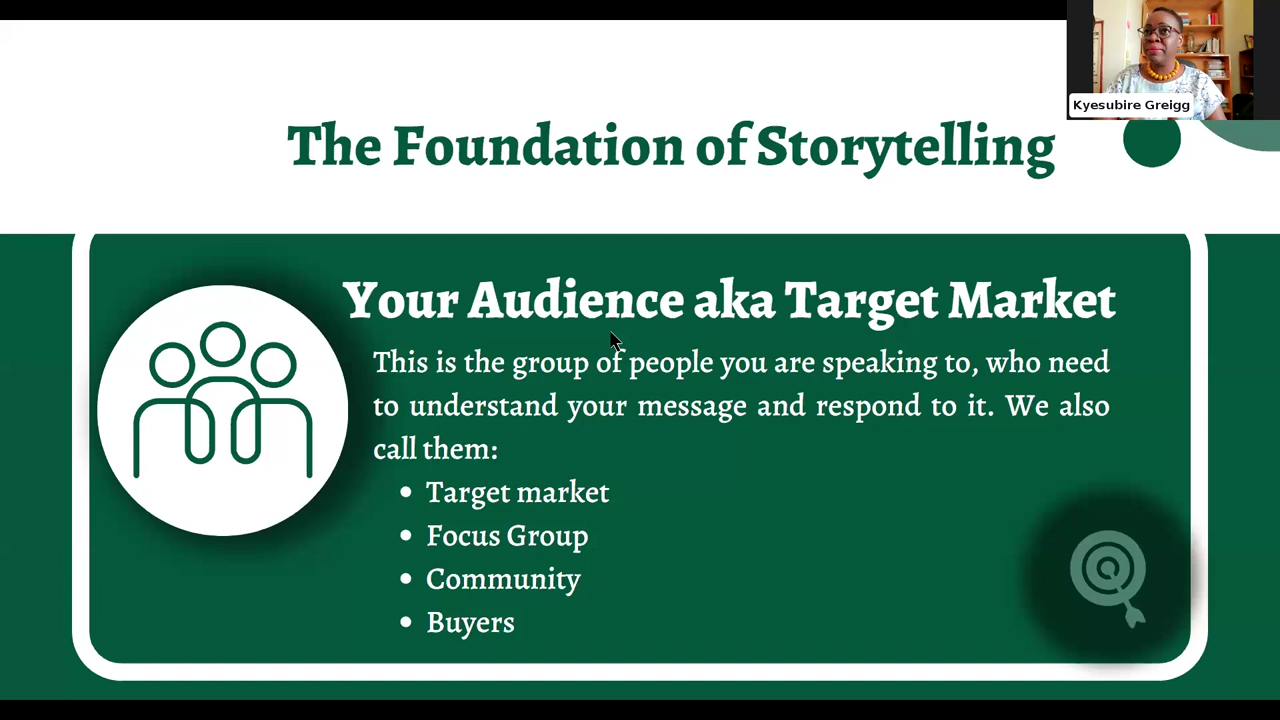 Kyesubire Greigg
The Foundation of Storytelling
Your Audience aka Target Market
This is the group of people you are speaking to, who need
to understand your message and respond to it. We also
call them:
• Target market
• Focus Group
• Community
• Buyers